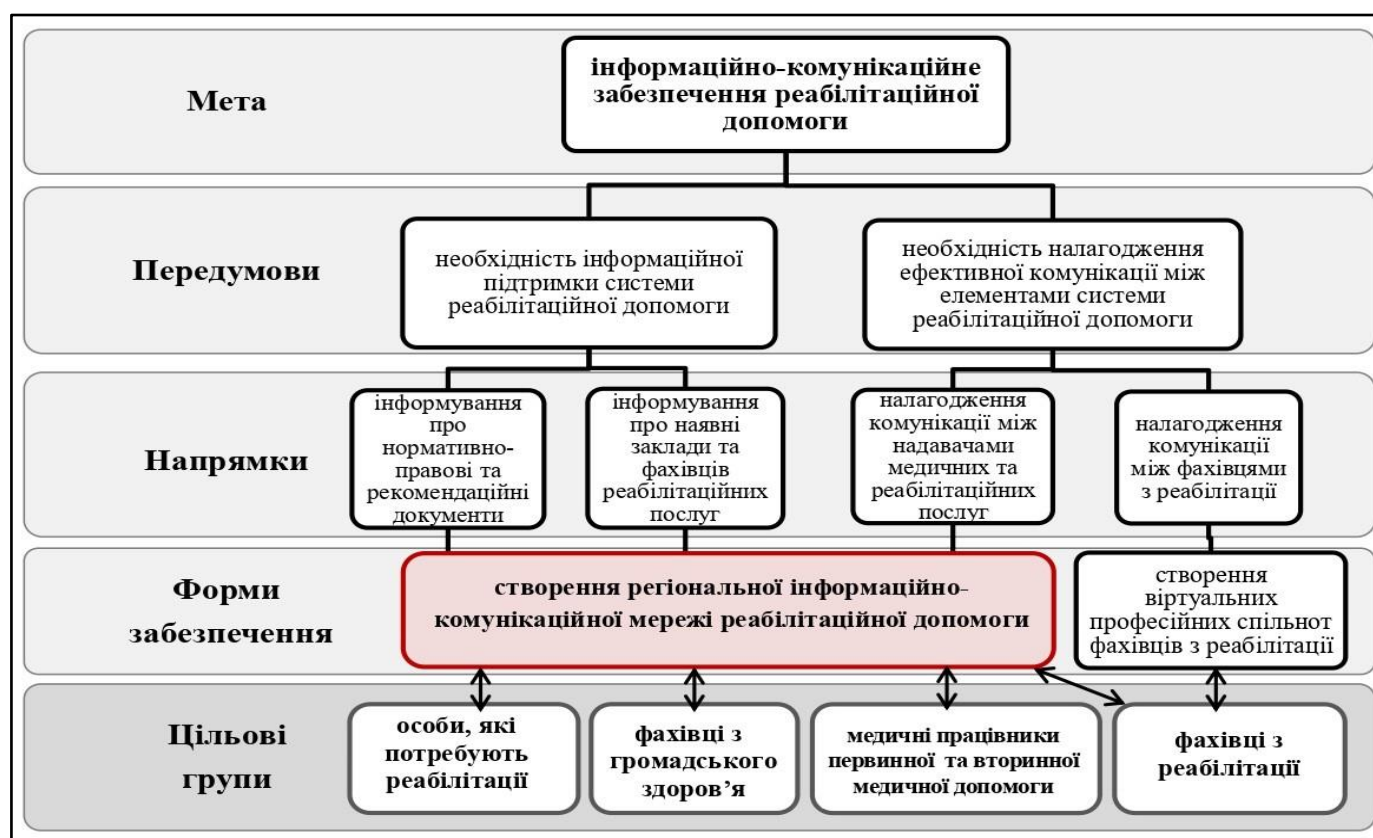 Мета
інформаційно-комунікаційне
забезпечення реабілітаційної
допомоги
Передумови
необхідність інформаційної
підтримки системи
реабілітаційної допомоги
необхідність налагодження
ефективної комунікації між
елементами системи
реабілітаційної допомоги
Напрямки
інформування
про
нормативно-
правові та
рекомендаційні
документи
інформування
про наявні
заклади та
фахівців
реабілітаційних
послуг
налагодження
комунікації між
надавачами
медичних та
реабілітаційних
послуг
налагодження
комунікації
між фахівцями
з реабілітації
Форми
забезпечення
створення регіональної інформаційно-
комунікаційної мережі реабілітаційної допомоги
створення
віртуальних
професійних спільнот
фахівців з реабілітації
Цільові
групи
особи, які
потребують
реабілітації
фахівці з
громадського
здоров’я
медичні працівники
первинної та вторинної
медичної допомоги
фахівці з
реабілітації